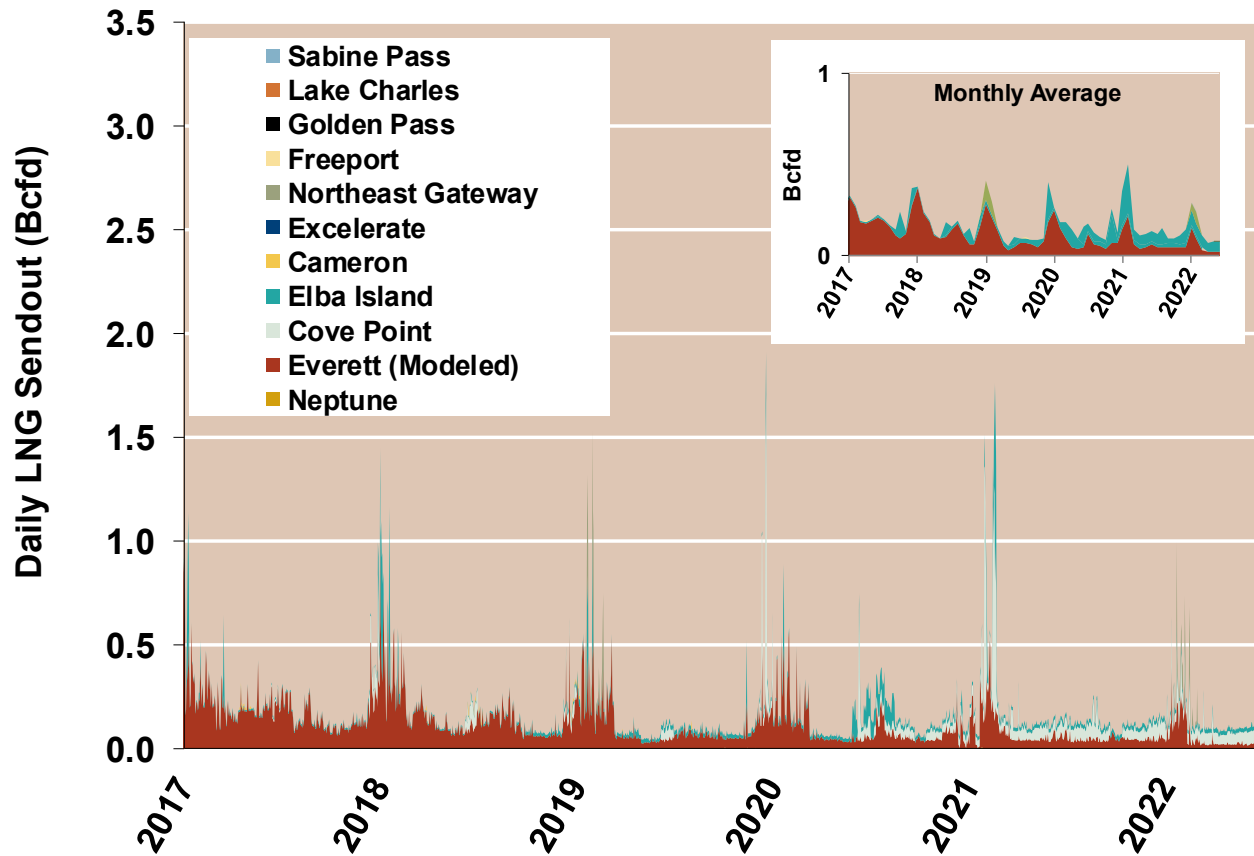 Daily LNG Sendout (Bcfd)
3.5
3.0
2.5
2.0
1.5
1.0
0.5
0.0
Sabine Pass
Lake Charles
Golden Pass
Freeport
Northeast Gateway
Excelerate
Cameron
Elba Island
Cove Point
Everett (Modeled)
Neptune
Monthly Average
Bcfd
1
0
2017
2018
2019
2020
2021
2022
2017
2018
2019
2020
2021
2022